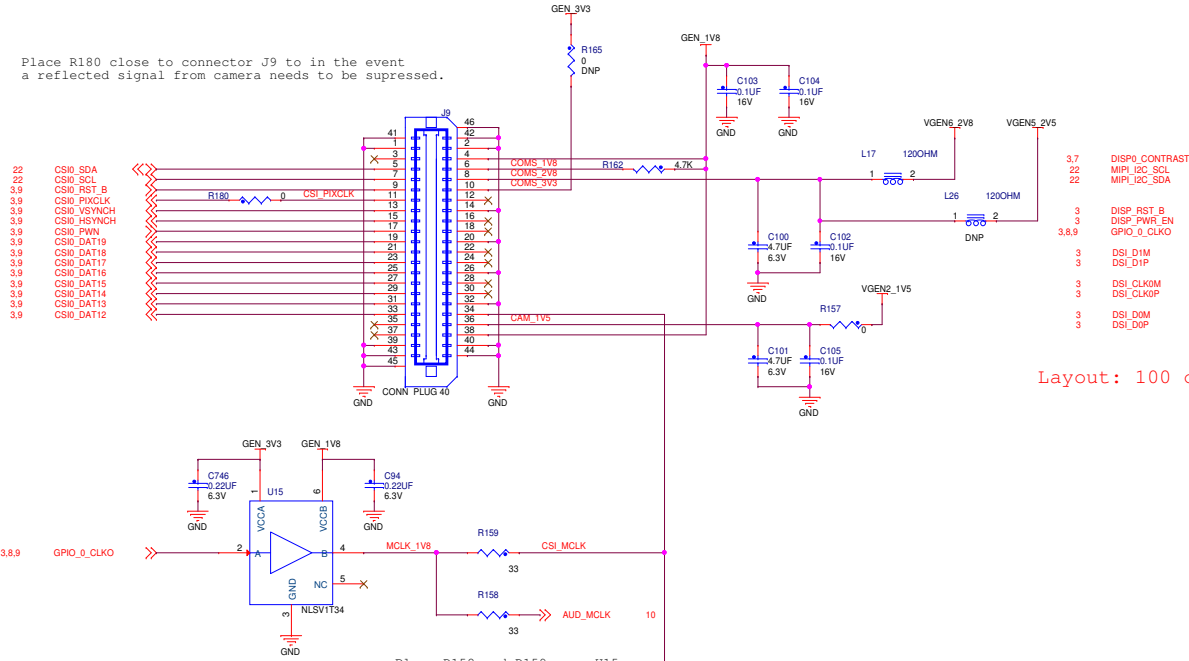 GEN_3V3
Place R180 close to connector J9 to in the event
a reflected signal from camera needs to be supressed.
R165
0
DNP
GEN_1V8
C103
0.1UF
16V
C104
0.1UF
16V
GND
GND
J9
41
1
3
5
7
9
11
13
15
17
19
21
23
25
27
29
31
33
35
37
39
43
45
46
42
2
4
6
8
10
12
14
16
18
20
22
24
26
28
30
32
34
36
38
40
44
CONN PLUG 40
GND
GND
22 CSI0_SDA
22 CSI0_SCL
3,9 CSI0_RST_B
3,9 CSI0_PIXCLK
3,9 CSI0_VSYNCH
3,9 CSI0_HSYNCH
3,9 CSI0_PWN
3,9 CSI0_DAT19
3,9 CSI0_DAT18
3,9 CSI0_DAT17
3,9 CSI0_DAT16
3,9 CSI0_DAT15
3,9 CSI0_DAT14
3,9 CSI0_DAT13
3,9 CSI0_DAT12
R180 0 CSI_PIXCLK
COMS_1V8
COMS_2V8
COMS_3V3
R162 4.7K
VGEN6_2V8
VGEN5_2V5
L17 120OHM
1 2
L26 120OHM
1 2
DNP
C100
4.7UF
6.3V
C102
0.1UF
16V
GND
CAM_1V5
VGEN2_1V5
R157
0
C101
4.7UF
6.3V
C105
0.1UF
16V
GND
3,7 DISP0_CONTRAST
22 MIPI_I2C_SCL
22 MIPI_I2C_SDA
3 DISP_RST_B
3 DISP_PWR_EN
3,8,9 GPIO_0_CLKO
3 DSI_D1M
3 DSI_D1P
3 DSI_CLK0M
3 DSI_CLK0P
3 DSI_D0M
3 DSI_D0P
Layout: 100
GEN_3V3
GEN_1V8
C746
0.22UF
6.3V
GND
C94
0.22UF
6.3V
GND
U15
1
6
VCCA
VCCB
3,8,9 GPIO_0_CLKO
2
A
B
4
NC
5
GND
3
NLSV1T34
GND
MCLK_1V8
R159
33
CSI_MCLK
R158
33
AUD_MCLK 10